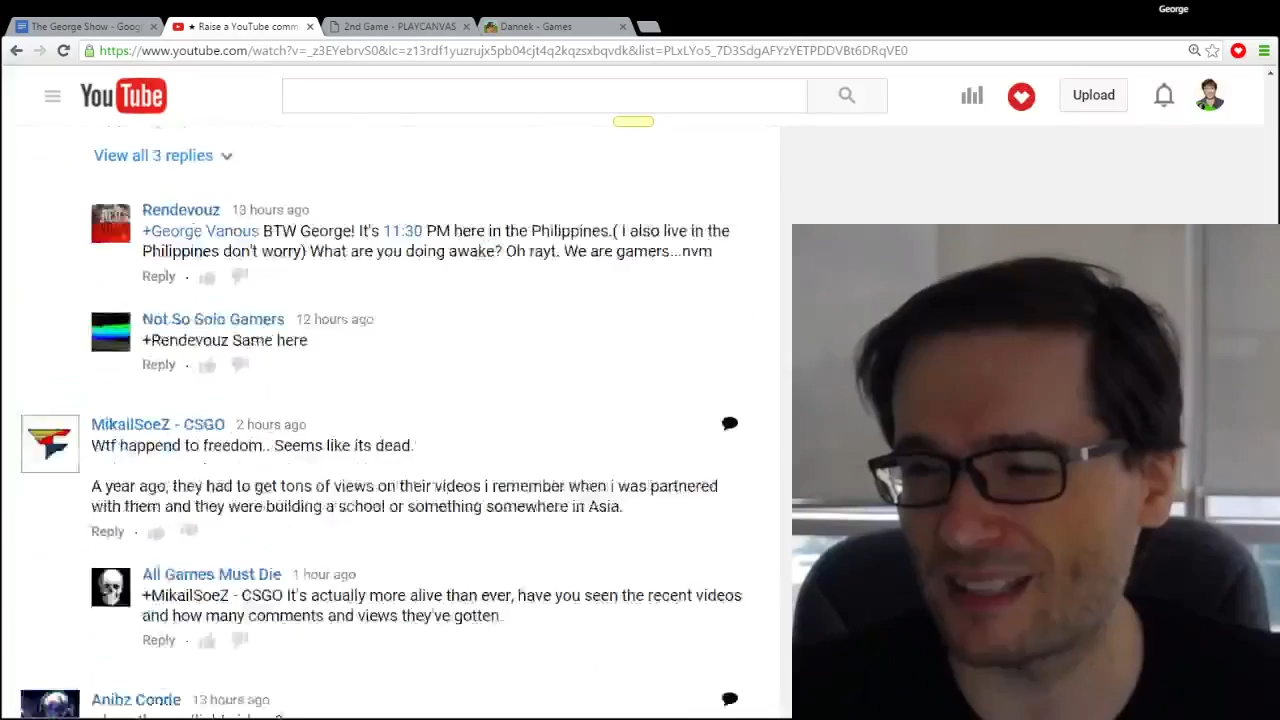 George
The George Show - Goog
★ Raise a YouTube comm
2nd Game - PLAYCANVAS
Dannek - Games
https://www.youtube.com/watch?v=_z3EYebrvS0&lc=z13rdf1yuzrujx5pb04cjt4q2kqzsxbqvdk&list=PLxLYo5_7D3SdgAFYzYETPDDVBt6DRqVE0
YouTube
Upload
View all 3 replies
Rendevouz 13 hours ago
+George Vanous BTW George! It's 11:30 PM here in the Philippines.( i also live in the
Philippines don't worry) What are you doing awake? Oh rayt. We are gamers...nvm
Reply
Not So Solo Gamers 12 hours ago
+Rendevouz Same here
Reply
MikailSoeZ - CSGO 2 hours ago
Wtf happend to freedom.. Seems like its dead.
A year ago, they had to get tons of views on their videos i remember when i was partnered
with them and they were building a school or something somewhere in Asia.
Reply
All Games Must Die 1 hour ago
+MikailSoeZ - CSGO It's actually more alive than ever, have you seen the recent videos
and how many comments and views they've gotten
Reply
Anibz Conde 13 hours ago